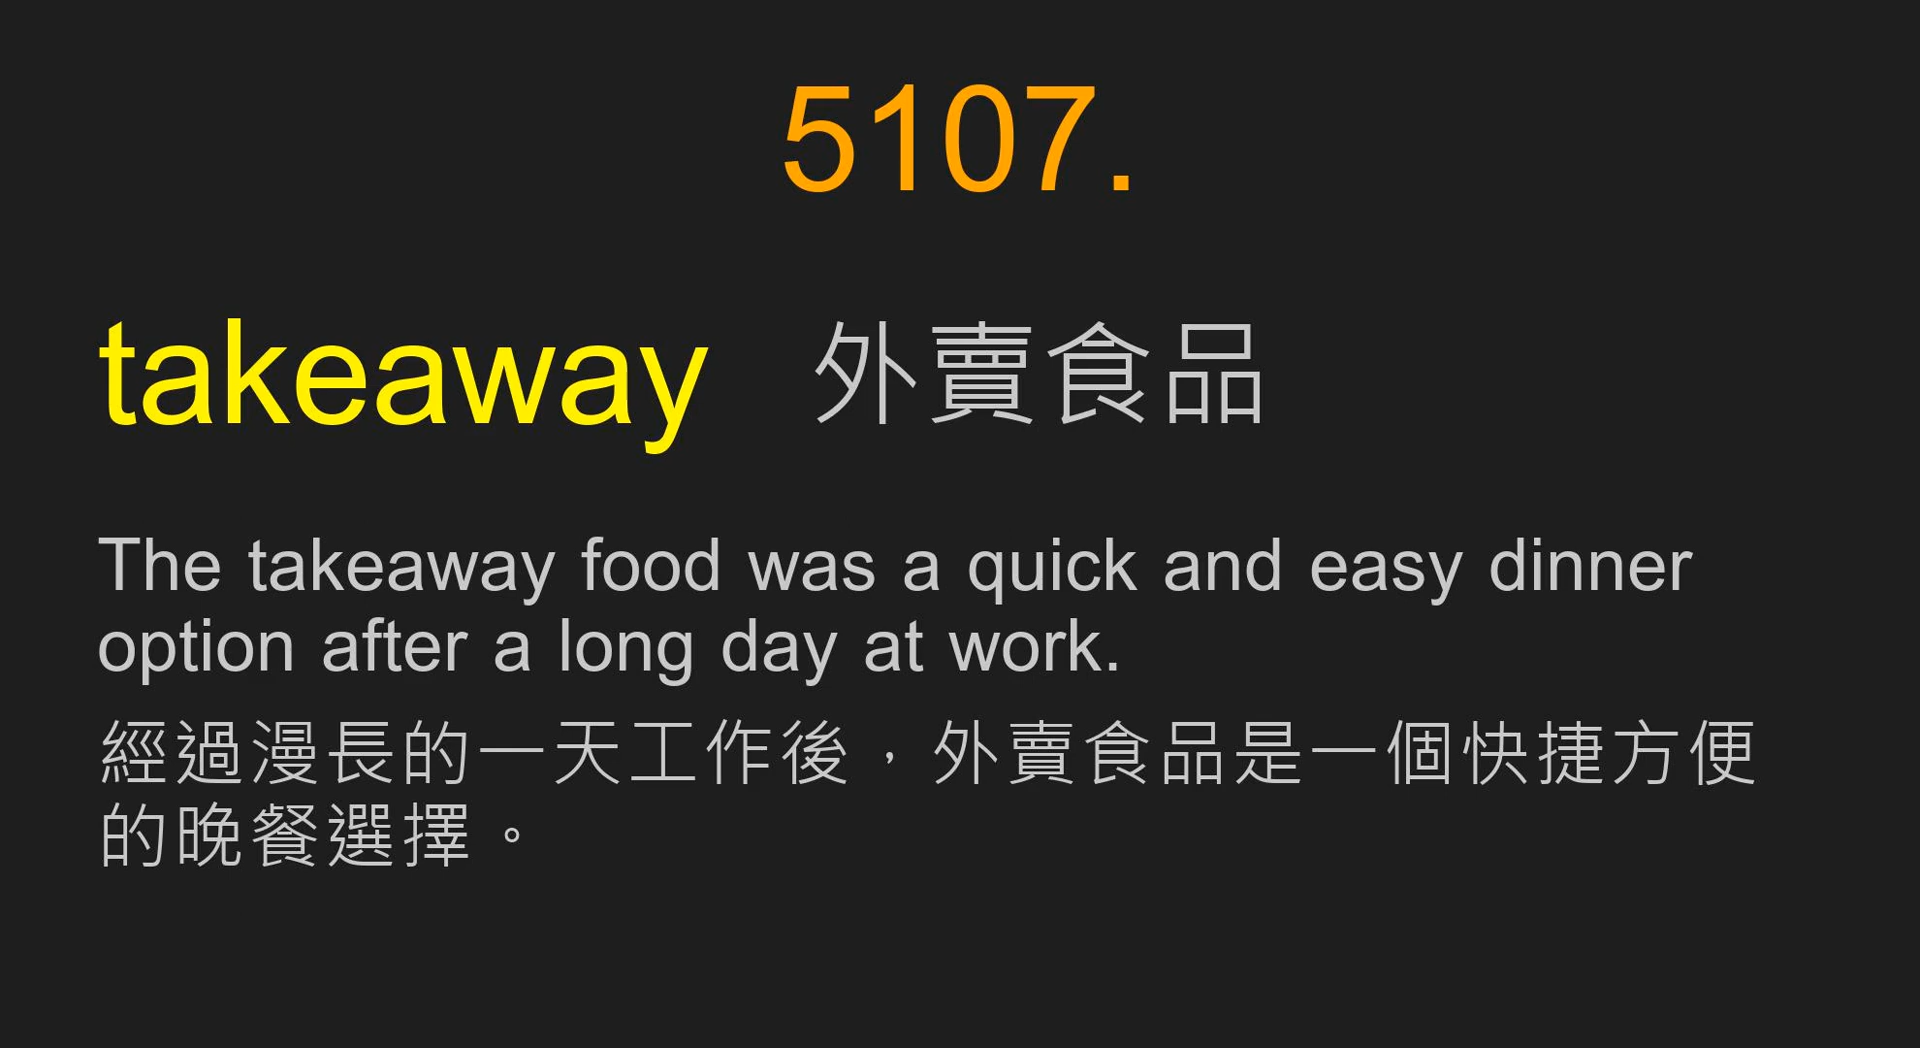 5107.
takeaway 外賣食品
The takeaway food was a quick and easy dinner
option after a long day at work.
經過漫長的一天工作後，外賣食品是一個快捷方便
的晚餐選擇。